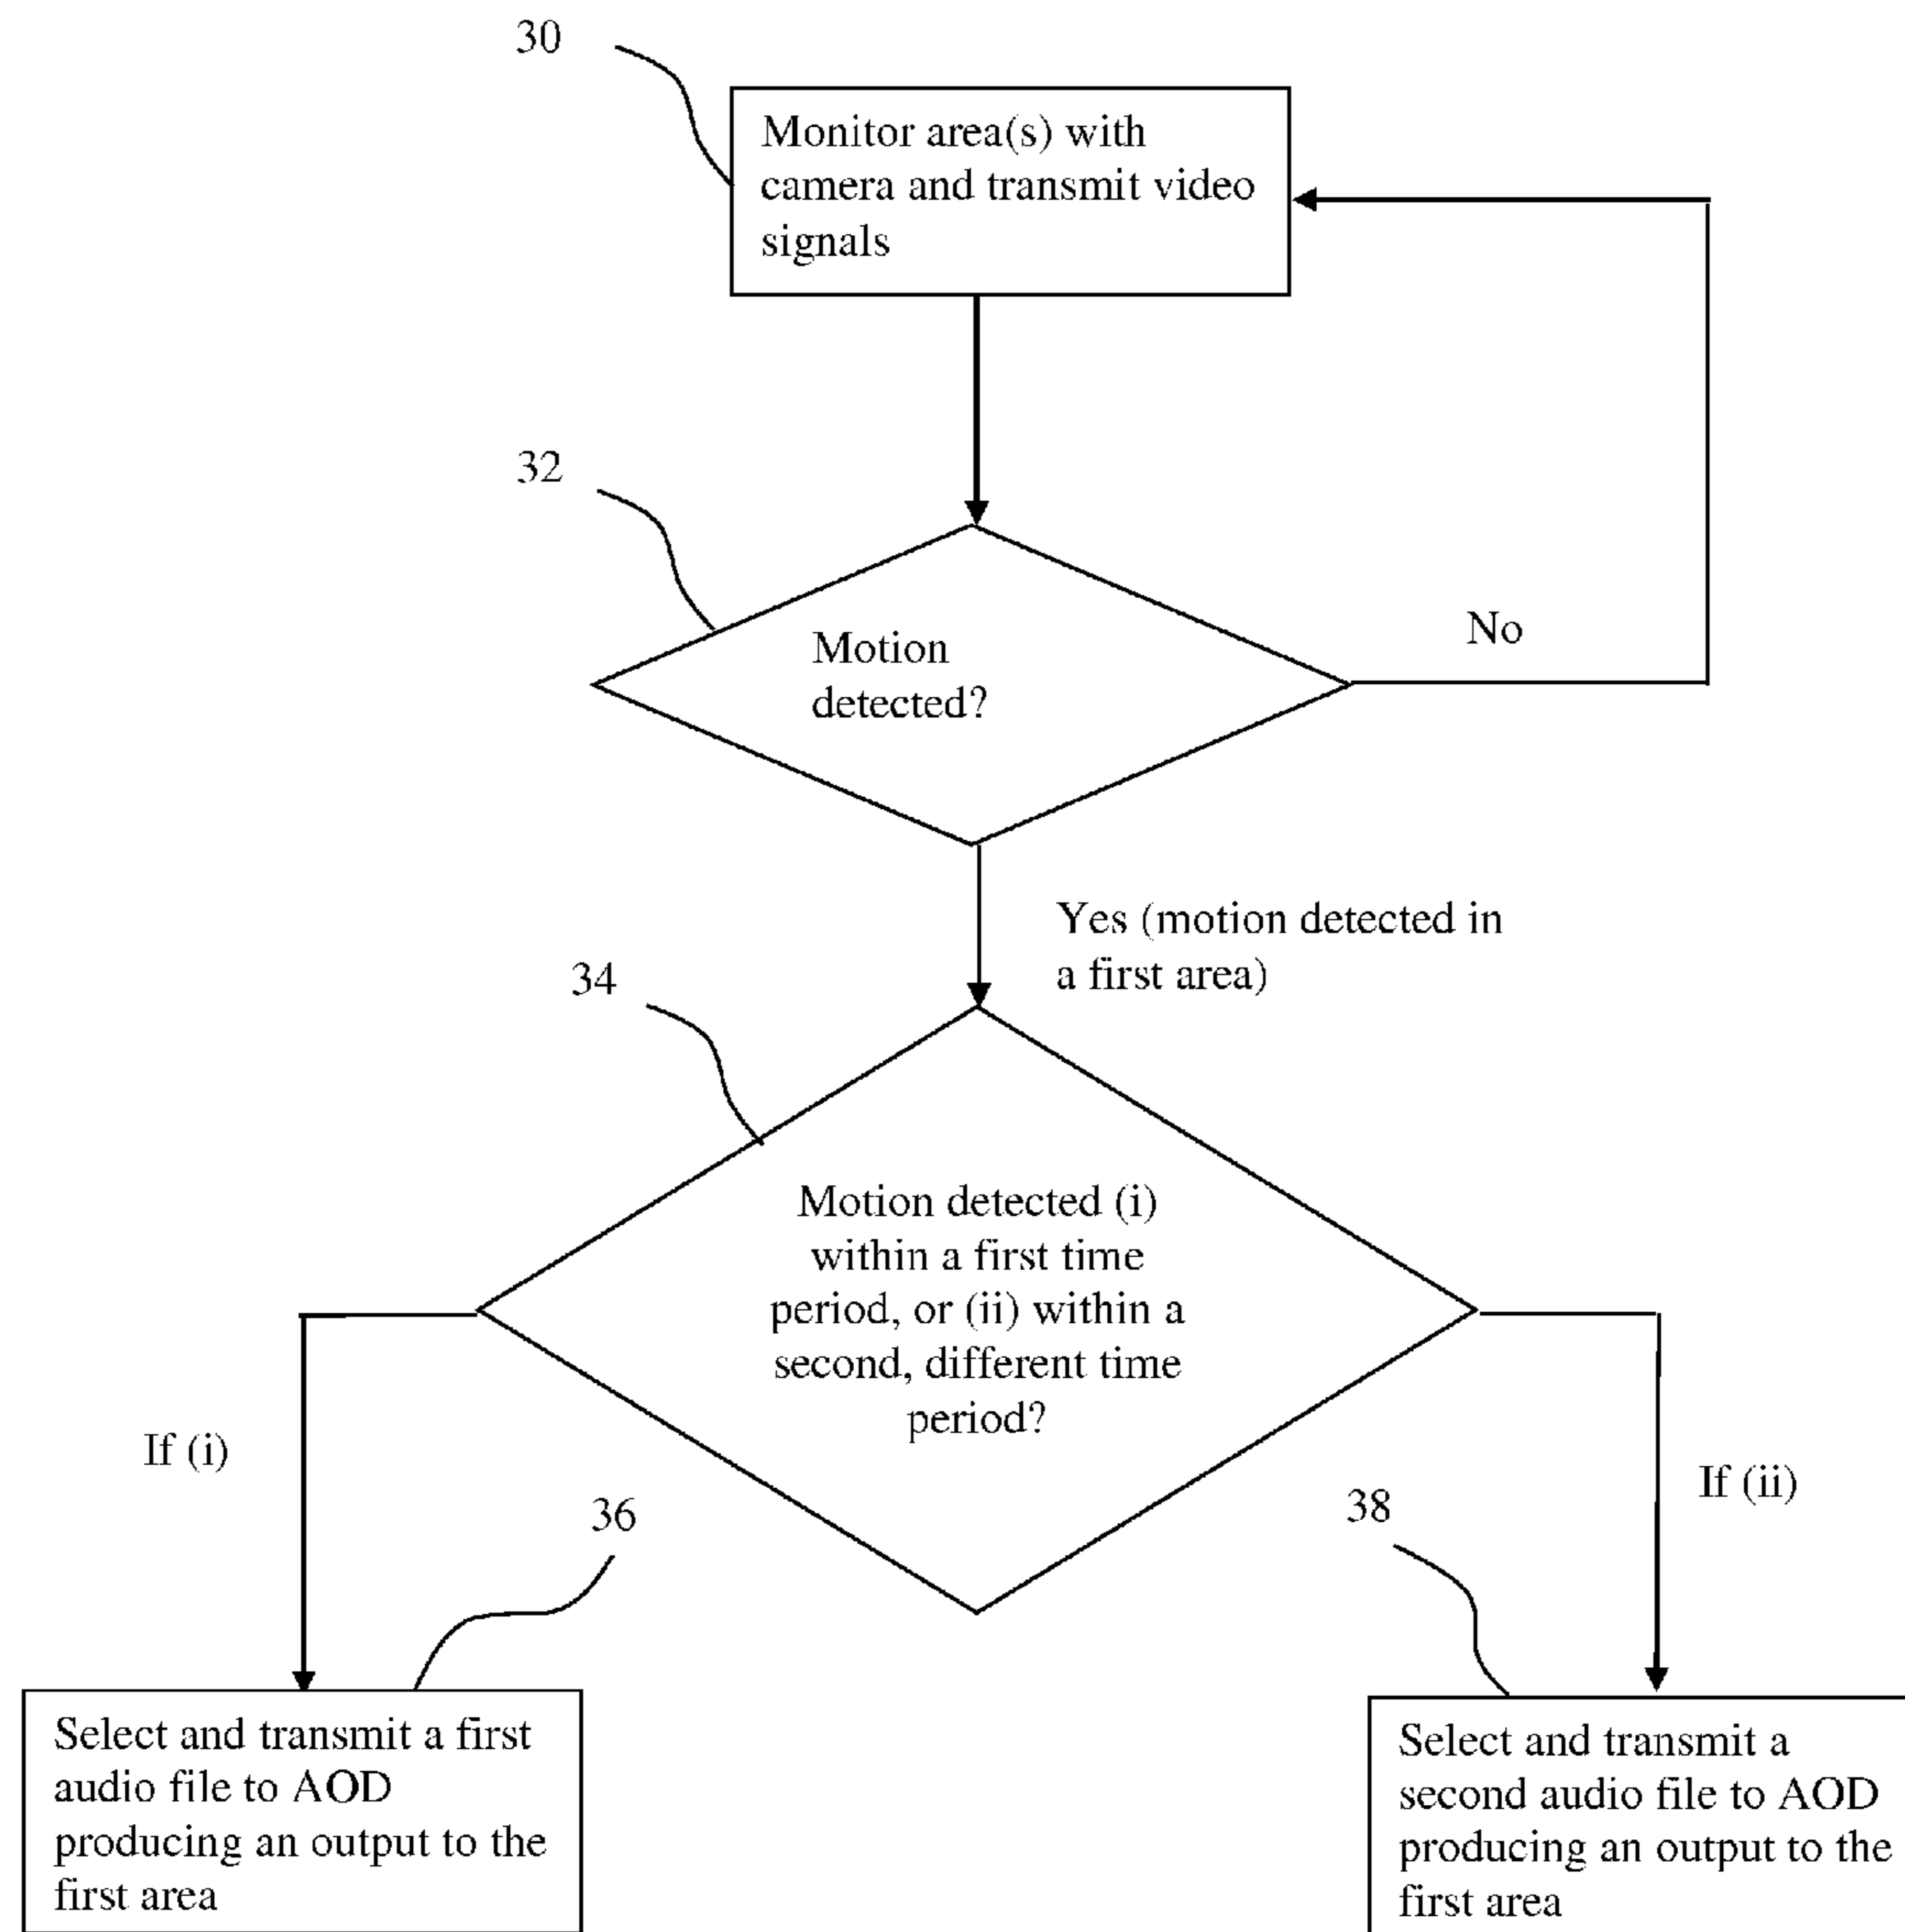 30
Monitor area(s) with
camera and transmit video
signals
32
Motion
detected?
No
Yes (motion detected in
a first area)
34
Motion detected (i)
within a first time
period, or (ii) within a
second, different time
period?
If (i)
If (ii)
36
38
Select and transmit a first
audio file to AOD
producing an output to the
first area
Select and transmit a
second audio file to AOD
producing an output to the
first area